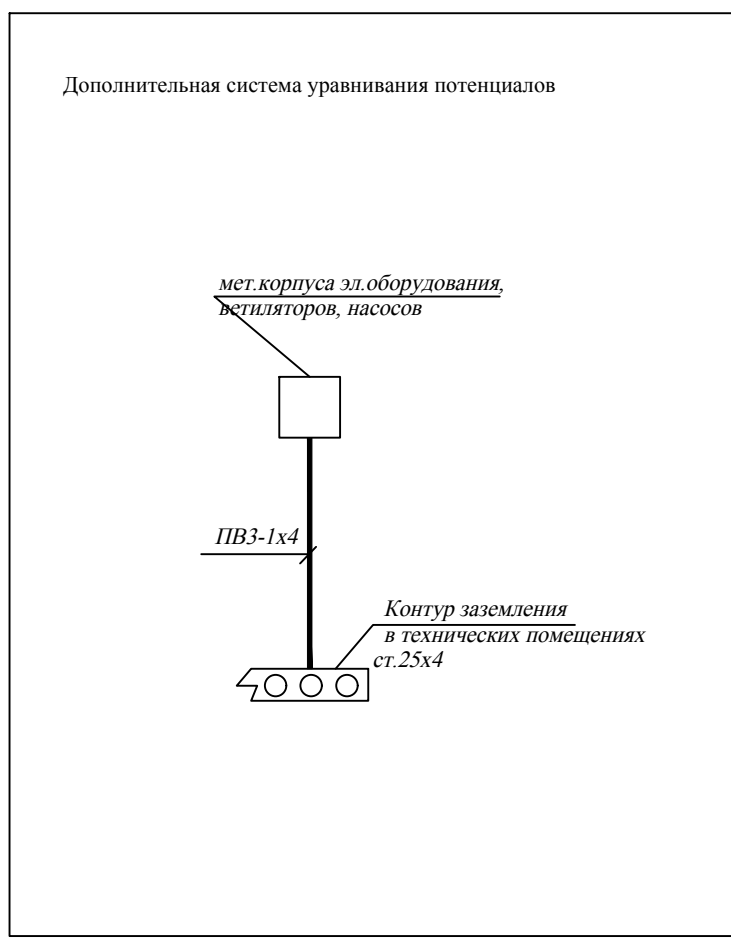 Дополнительная система уравнивания потенциалов
мет.корпуса эл.оборудования,
ветиляторов, насосов
ПВ3-1х4
Контур заземления
в технических помещениях
ст.25х4